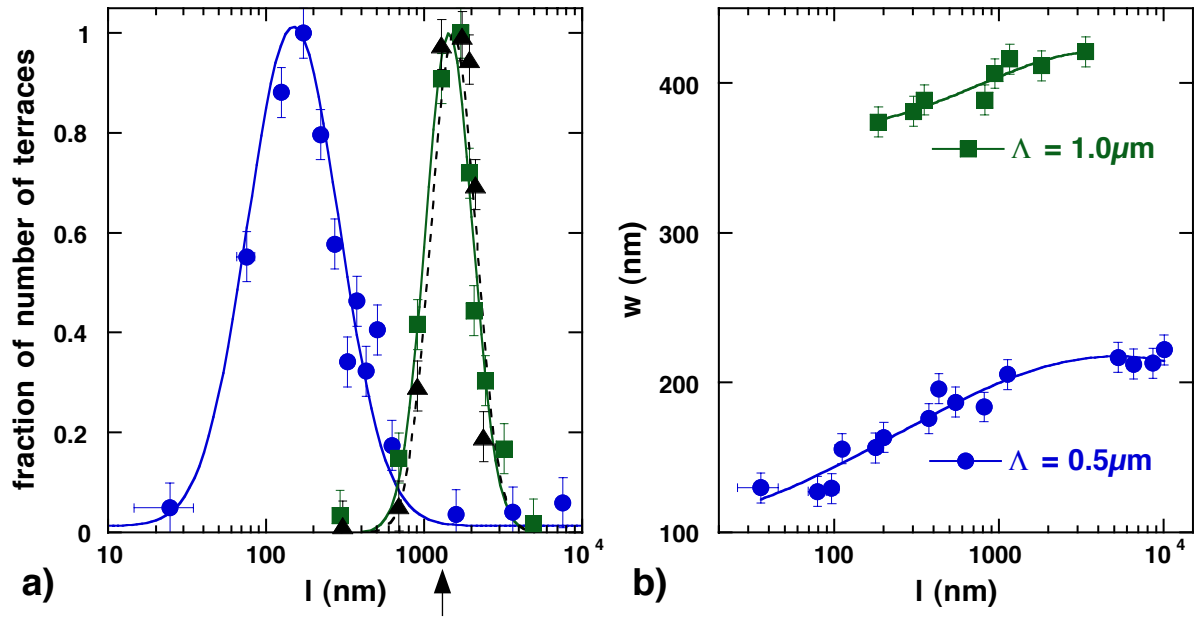 fraction of number of terraces
1
0.8
0.6
0.4
0.2
0
10
100
1000
10 4
l (nm)
a)
w (nm)
400
300
200
100
Λ = 1.0µm
Λ = 0.5µm
100
1000
10 4
l (nm)
b)